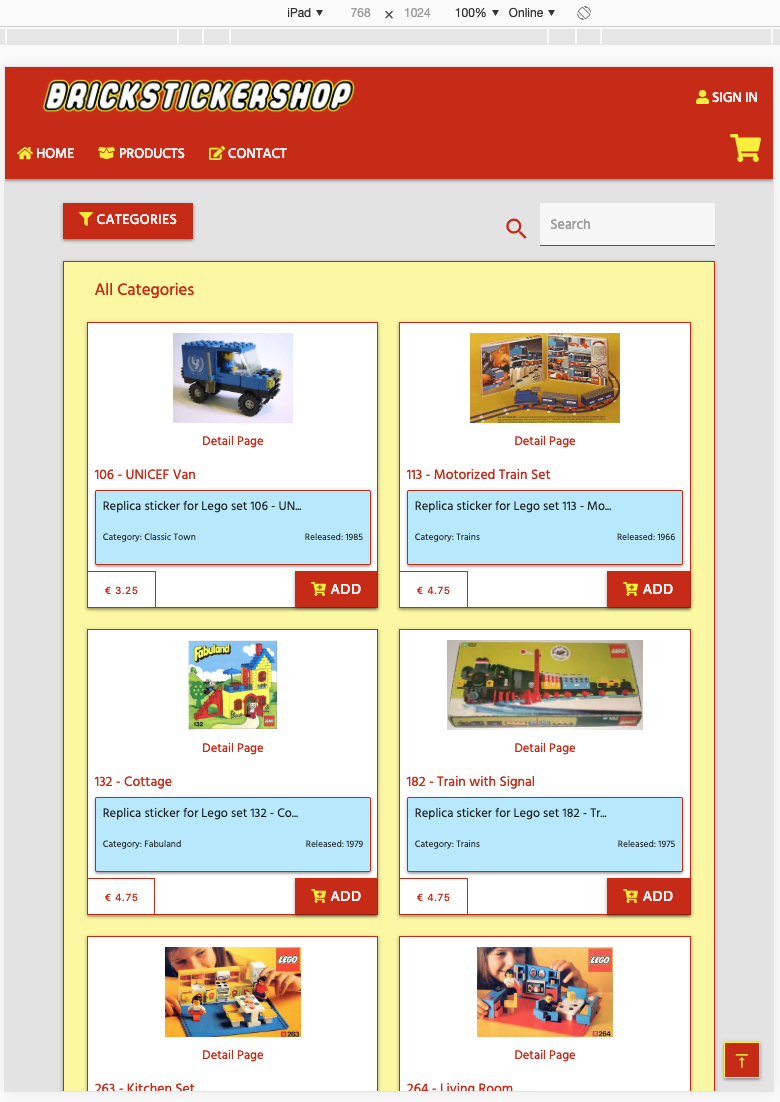 iPad ▼ 768 × 1024 100% ▼ Online ▼
BRICKSTICKERSHOP
SIGN IN
HOME PRODUCTS CONTACT
CATEGORIES
Search
All Categories
Detail Page
106 - UNICEF Van
Replica sticker for Lego set 106 - UN...
Category: Classic Town Released: 1985
€ 3.25 ADD
Detail Page
113 - Motorized Train Set
Replica sticker for Lego set 113 - Mo...
Category: Trains Released: 1966
€ 4.75 ADD
Fabuland
LEGO
132
Detail Page
132 - Cottage
Replica sticker for Lego set 132 - Co...
Category: Fabuland Released: 1979
€ 4.75 ADD
LEGO
Detail Page
182 - Train with Signal
Replica sticker for Lego set 182 - Tr...
Category: Trains Released: 1975
€ 4.75 ADD
LEGO
263
Detail Page
263 - Kitchen Set
LEGO
264
Detail Page
264 - Living Room